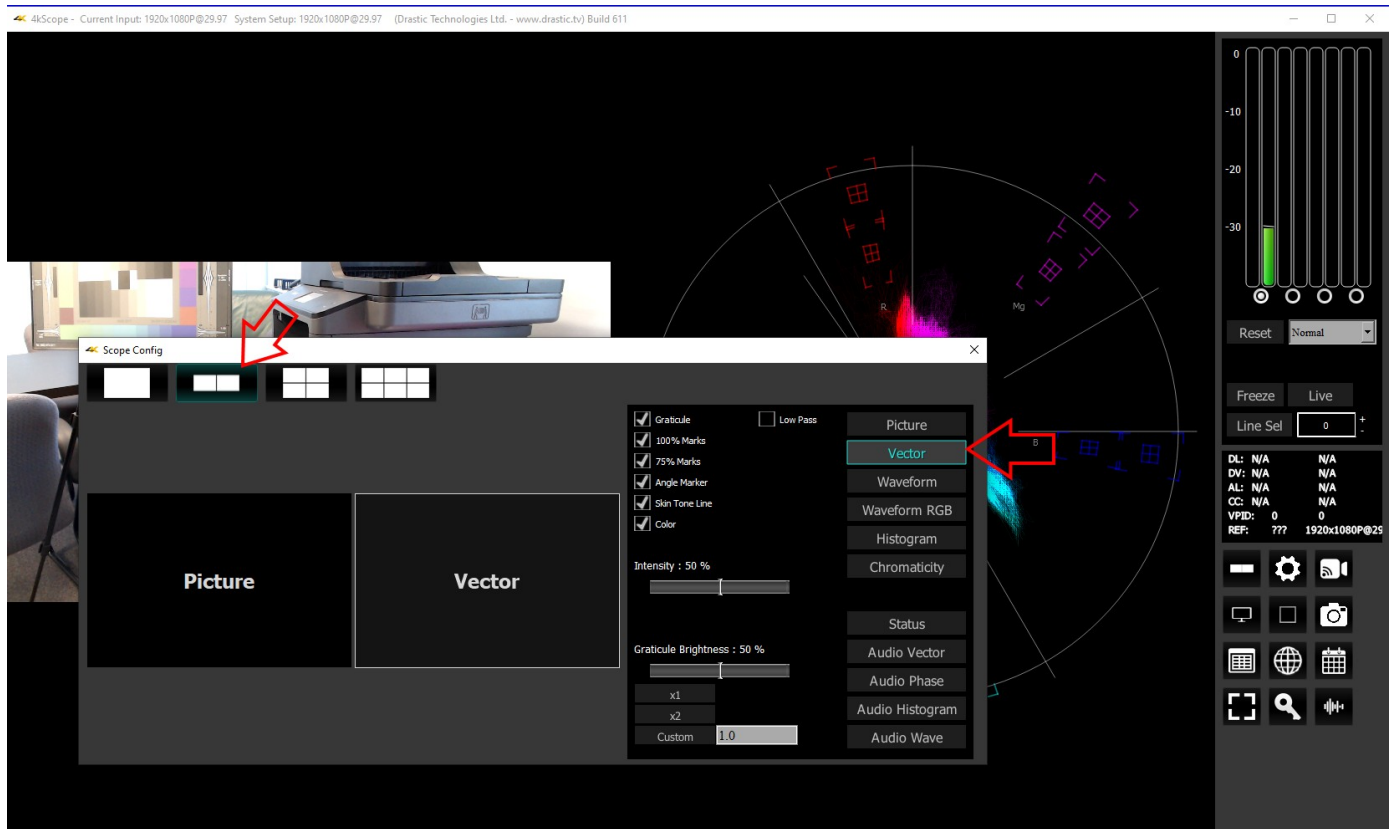 4kScope - Current Input: 1920x1080P@29.97 System Setup: 1920x1080P@29.97 (Drastic Technologies Ltd. - www.drastic.tv) Build 611
0
-10
-20
-30
R
Mg
B
Reset Normal
Freeze Live
Line Sel 0 + -
DL: N/A N/A
DV: N/A N/A
AL: N/A N/A
CC: N/A N/A
VPID: 0 0
REF: ??? 1920x1080P@29
Scope Config
Picture
Vector
Graticule Low Pass
100% Marks
75% Marks
Angle Marker
Skin Tone Line
Color
Intensity : 50 %
Graticule Brightness : 50 %
x1
x2
Custom 1.0
Picture
Vector
Waveform
Waveform RGB
Histogram
Chromaticity
Status
Audio Vector
Audio Phase
Audio Histogram
Audio Wave